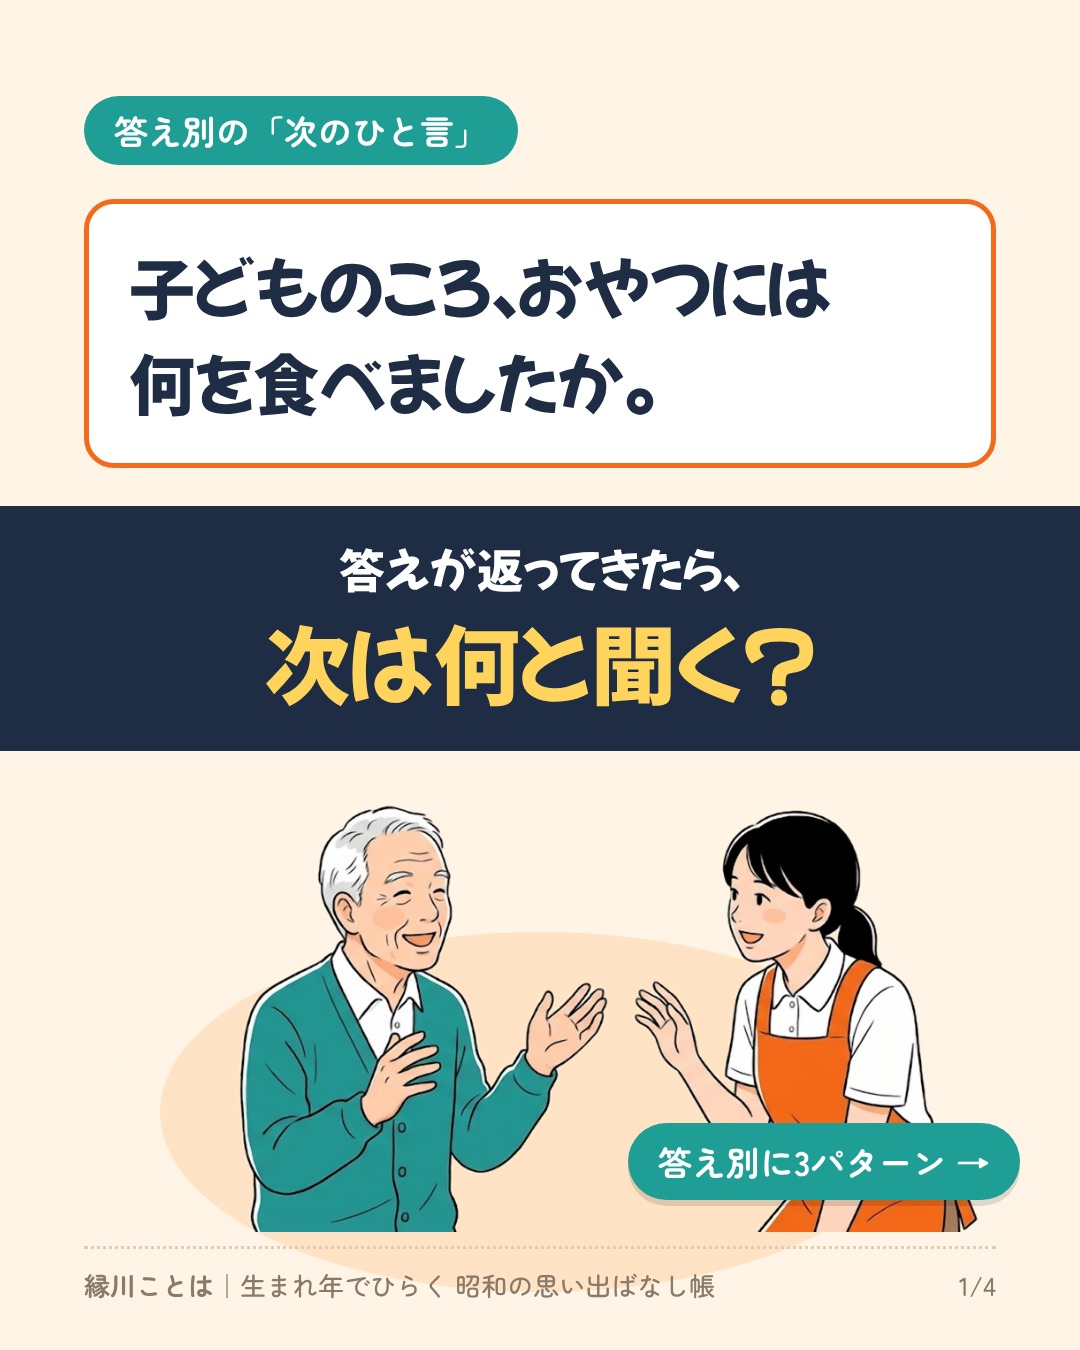 答え別の「次のひと言」
子どものころ、おやつには
何を食べましたか。
答えが返ってきたら、
次は何と聞く？
答え別に3パターン →
縁川ことは｜生まれ年でひらく 昭和の思い出ばなし帳
1/4